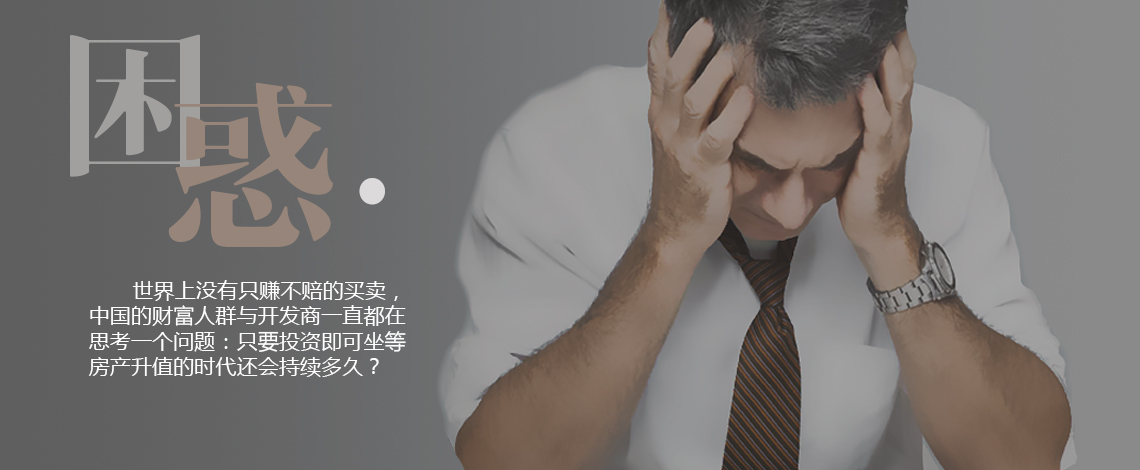 困惑
世界上没有只赚不赔的买卖，
中国的财富人群与开发商一直都在
思考一个问题：只要投资即可坐等
房产升值的时代还会持续多久？